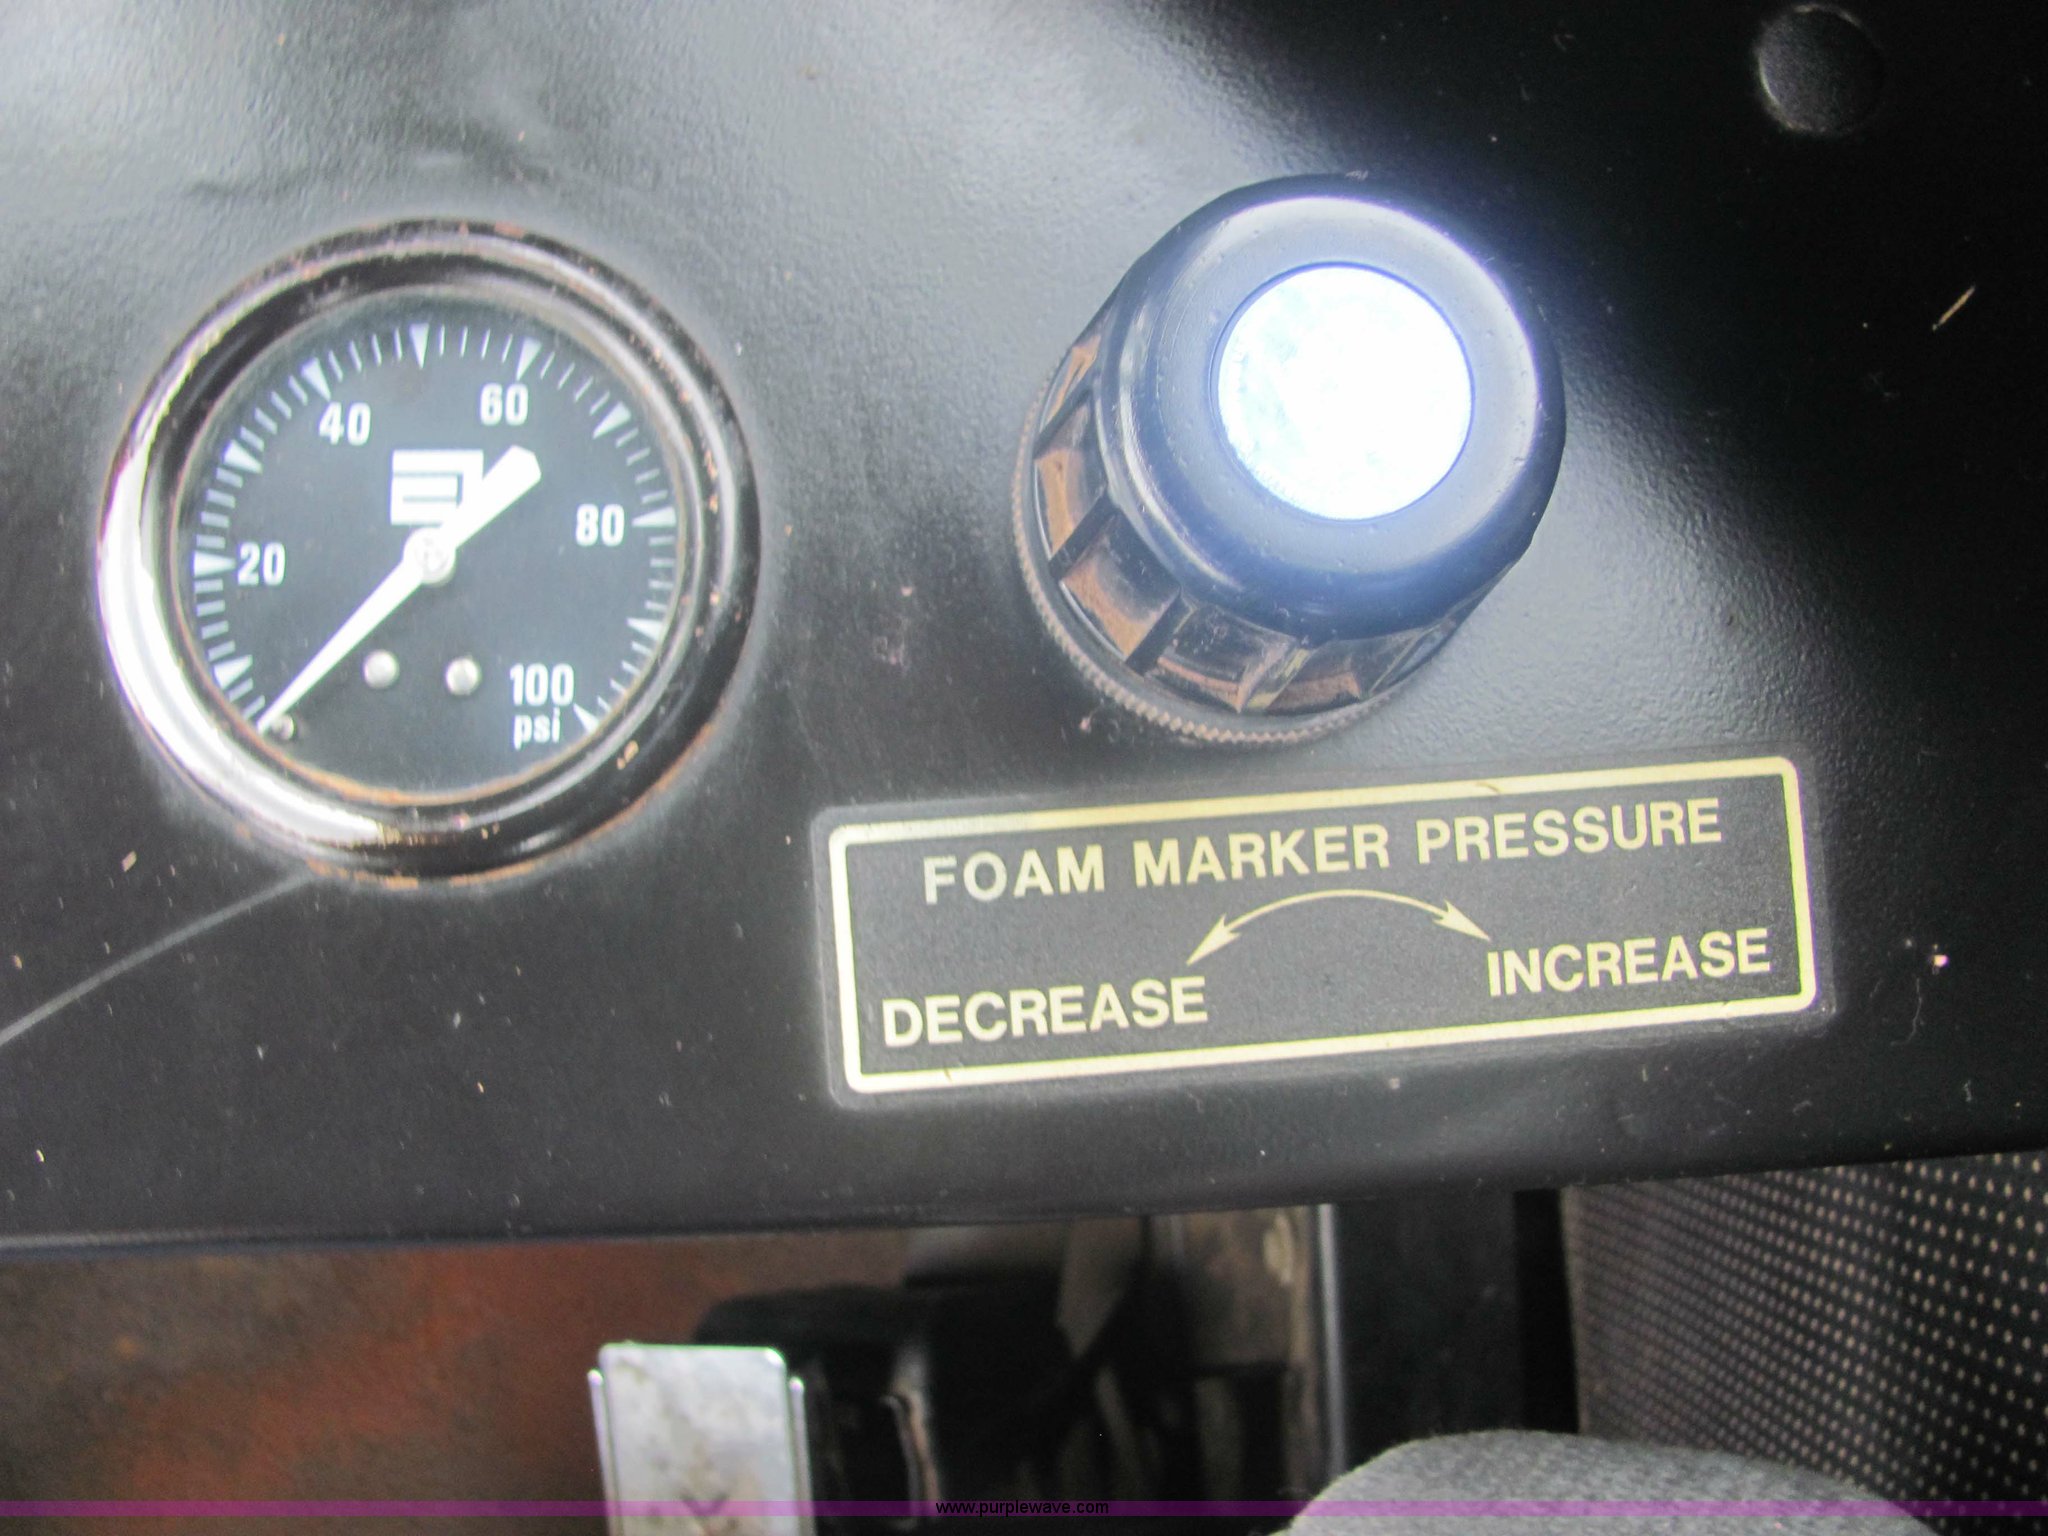 40
60
20
80
100
psi
FOAM MARKER PRESSURE
DECREASE
INCREASE
www.purplewave.com